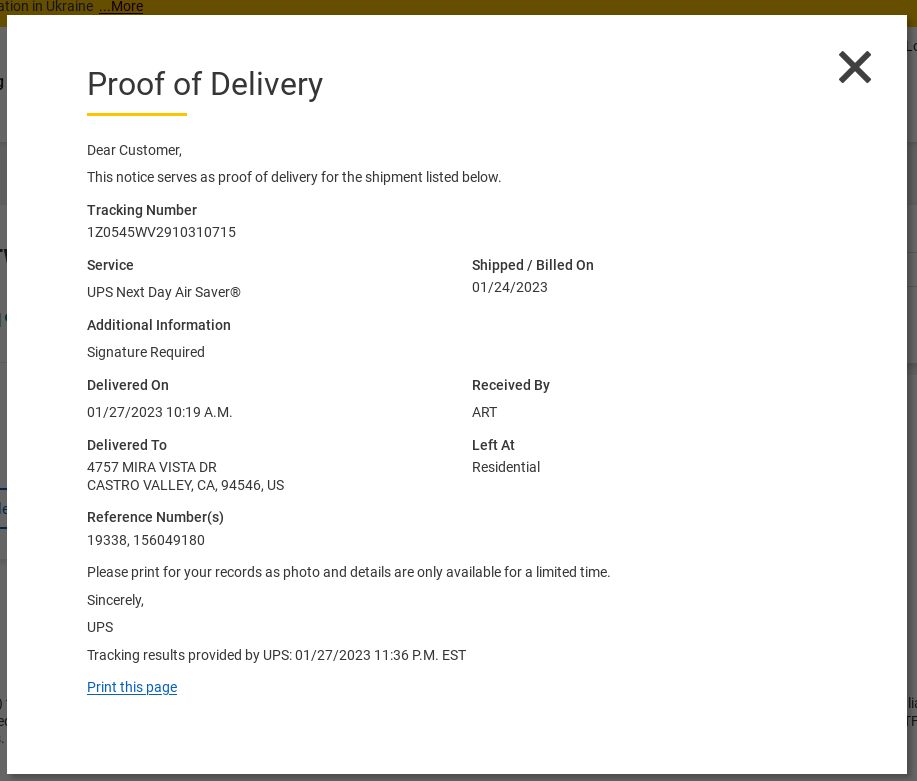 ation in Ukraine ...More
Proof of Delivery
Dear Customer,
This notice serves as proof of delivery for the shipment listed below.
Tracking Number
1Z0545WV2910310715
Service
UPS Next Day Air Saver®
Shipped / Billed On
01/24/2023
Additional Information
Signature Required
Delivered On
01/27/2023 10:19 A.M.
Received By
ART
Delivered To
4757 MIRA VISTA DR
CASTRO VALLEY, CA, 94546, US
Left At
Residential
Reference Number(s)
19338, 156049180
Please print for your records as photo and details are only available for a limited time.
Sincerely,
UPS
Tracking results provided by UPS: 01/27/2023 11:36 P.M. EST
Print this page